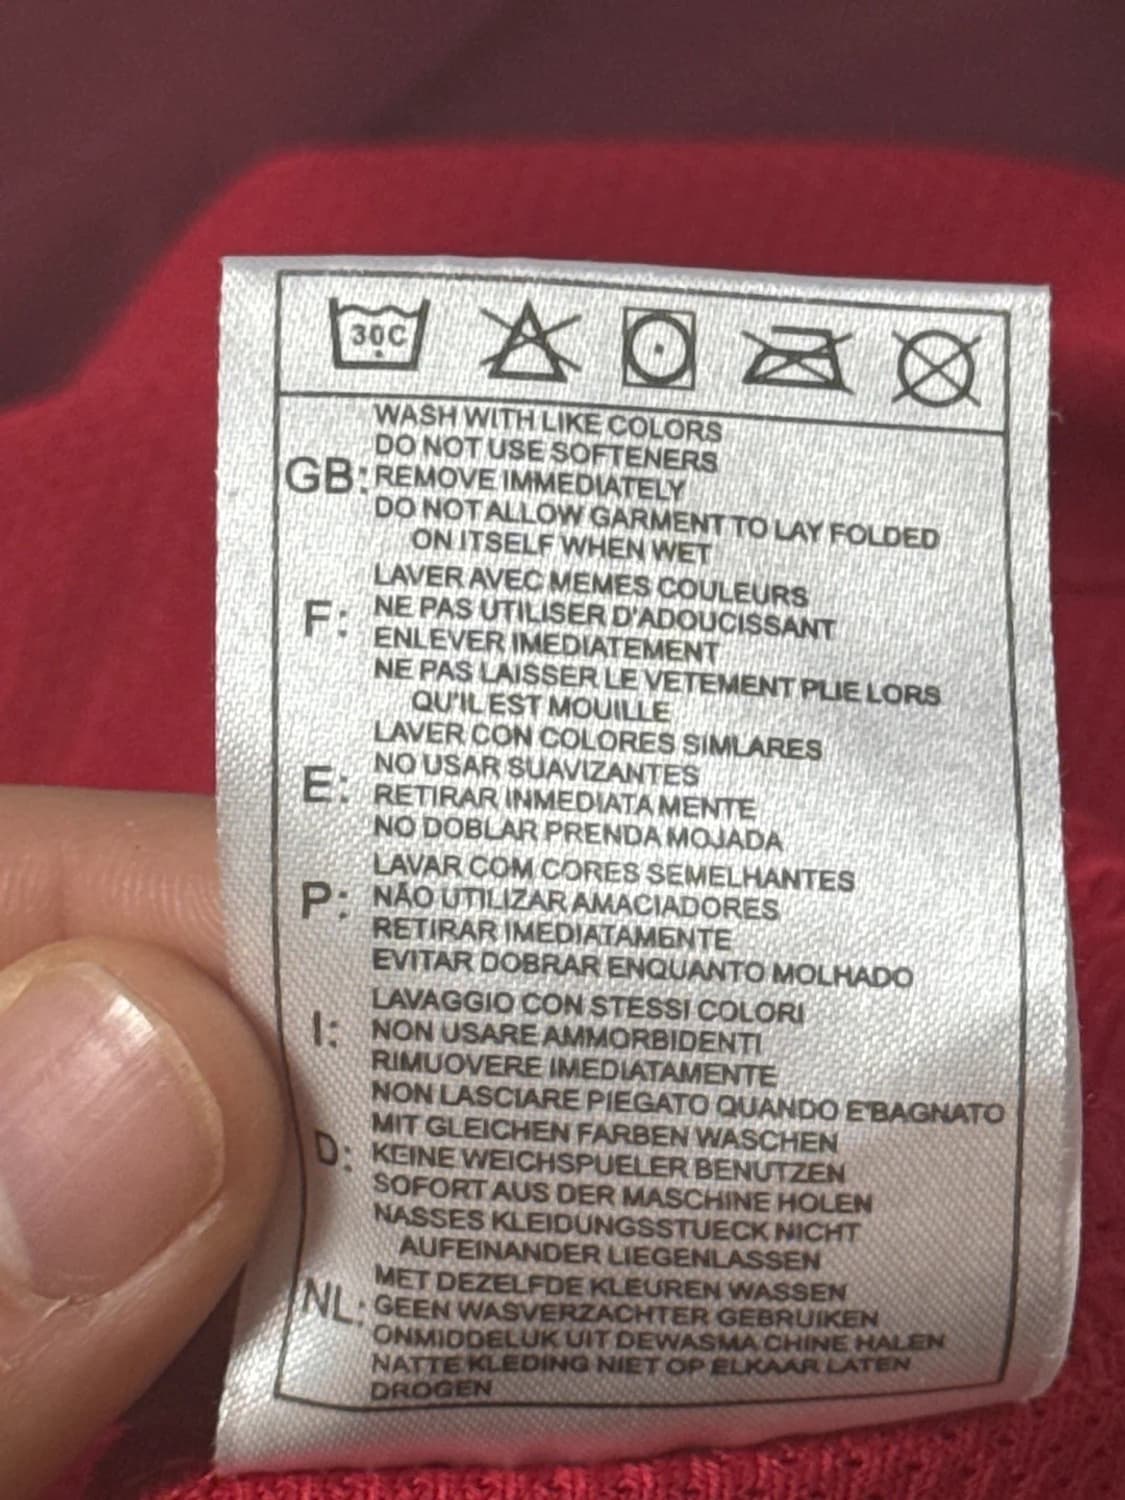 30C
WASH WITH LIKE COLORS
DO NOT USE SOFTENERS
GB: REMOVE IMMEDIATELY
DO NOT ALLOW GARMENT TO LAY FOLDED
ON ITSELF WHEN WET
LAVER AVEC MEMES COULEURS
F: NE PAS UTILISER D'ADOUCISSANT
ENLEVER IMEDIATEMENT
NE PAS LAISSER LE VETEMENT PLIE LORS
QU'IL EST MOUILLE
LAVER CON COLORES SIMLARES
NO USAR SUAVIZANTES
E: RETIRAR INMEDIATA MENTE
NO DOBLAR PRENDA MOJADA
LAVAR COM CORES SEMELHANTES
P: NÃO UTILIZAR AMACIADORES
RETIRAR IMEDIATAMENTE
EVITAR DOBRAR ENQUANTO MOLHADO
LAVAGGIO CON STESSI COLORI
I: NON USARE AMMORBIDENTI
RIMUOVERE IMEDIATAMENTE
NON LASCIARE PIEGATO QUANDO E'BAGNATO
MIT GLEICHEN FARBEN WASCHEN
D: KEINE WEICHSPUELER BENUTZEN
SOFORT AUS DER MASCHINE HOLEN
NASSES KLEIDUNGSSTUECK NICHT
AUFEINANDER LIEGENLASSEN
MET DEZELFDE KLEUREN WASSEN
NL: GEEN WASVERZACHTER GEBRUIKEN
ONMIDDELIJK UIT DEWASMA CHINE HALEN
NATTE KLEDING NIET OP ELKAAR LATEN
DROGEN